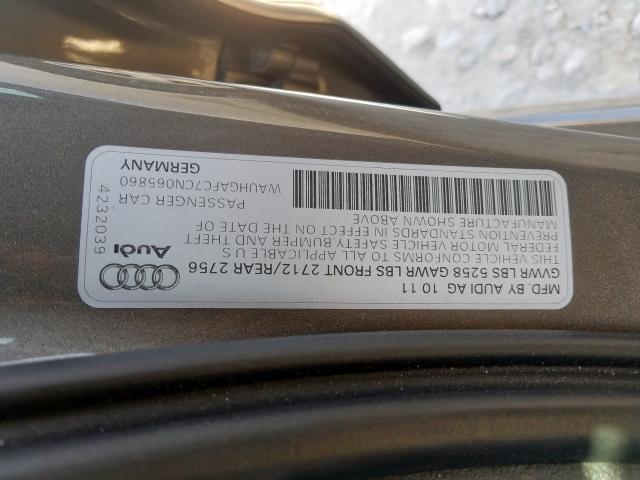 MFD. BY AUDI AG 10 11
GVWR LBS 5258 GAWR LBS FRONT 2712/REAR 2756
THIS VEHICLE CONFORMS TO ALL APPLICABLE U S
FEDERAL MOTOR VEHICLE SAFETY BUMPER AND THEFT
PREVENTION STANDARDS IN EFFECT ON THE DATE OF
MANUFACTURE SHOWN ABOVE
PASSENGER CAR
WAUHGAFC7CN065860
GERMANY
Audi
4232039